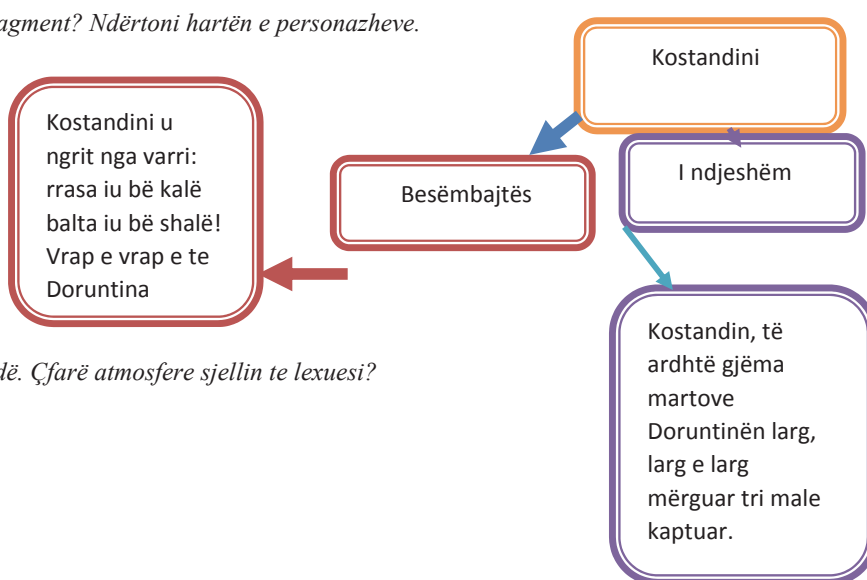 agment? Ndërtoni hartën e personazheve.
Kostandini
Kostandini u
ngrit nga varri:
rrasa iu bë kalë
balta iu bë shalë!
Vrap e vrap e te
Doruntina
Besëmbajtës
I ndjeshëm
Kostandin, të
ardhtë gjëma
martove
Doruntinën larg,
larg e larg
mërguar tri male
kaptuar.
dë. Çfarë atmosfere sjellin te lexuesi?